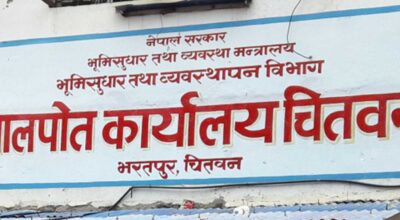 नेपाल सरकार
भूमिसुधार तथा व्यवस्था मन्त्रालय
भूमिसुधार तथा व्यवस्थापन विभाग
ालपोत कार्यालय चितवन
भरतपुर, चितवन